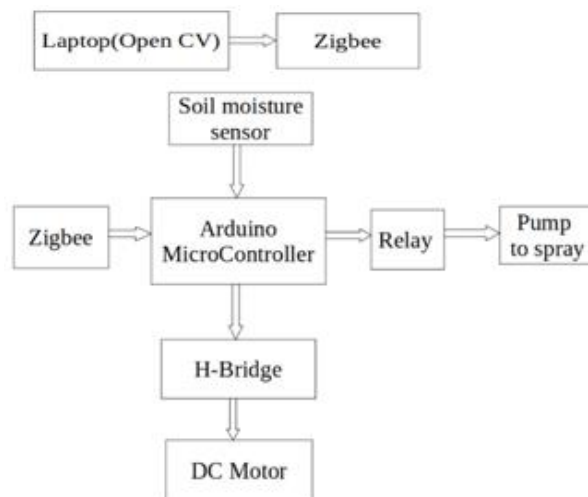 Laptop(Open CV)
Zigbee
Soil moisture
sensor
Zigbee
Arduino
MicroController
Relay
Pump
to spray
H-Bridge
DC Motor